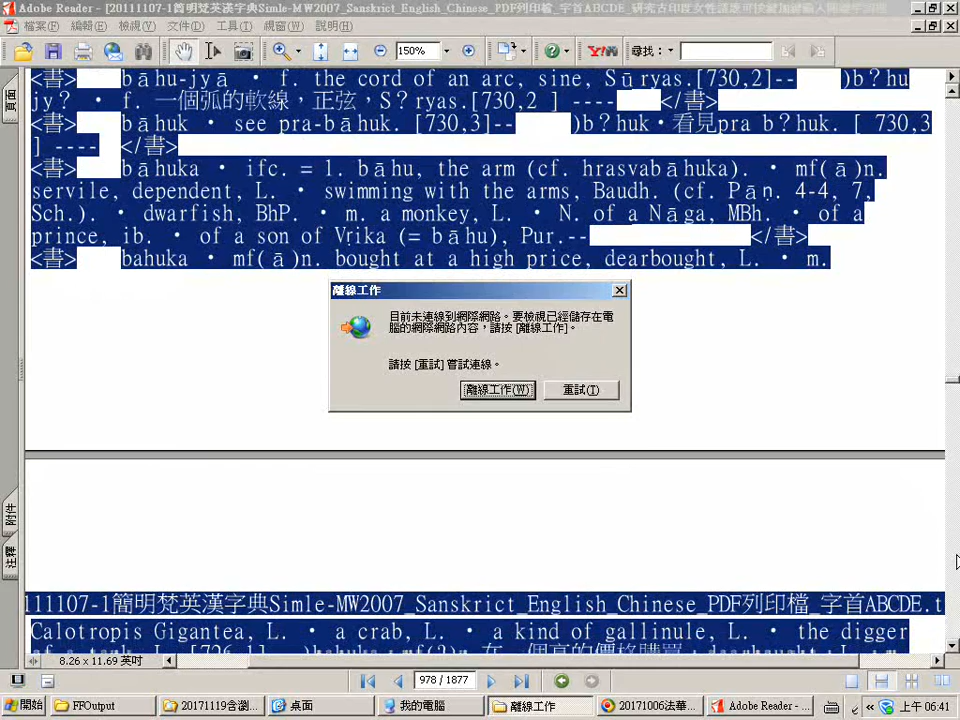 Adobe Reader - [20111107-1簡明梵英漢字典Simle-MW2007_Sanskrict_English_Chinese_PDF列印檔_字首ABCDE_研究古印度女性
檔案(F) 編輯(E) 檢視(V) 文件(D) 工具(T) 視窗(W) 說明(H)
150% Y! 尋找：
頁面
<書> bāhu-jyā ‧ f. the cord of an arc, sine, Sūryas.[730,2]-- )b?hu
jy? ‧ f. 一個弧的軟線，正弦，S？ryas.[730,2 ] ---- </書>
<書> bāhuk ‧ see pra-bāhuk. [730,3]-- )b？huk‧看見pra b？huk. [ 730,3
] ---- </書>
<書> bāhuka ‧ ifc. = 1. bāhu, the arm (cf. hrasvabāhuka). ‧ mf(ā)n.
servile, dependent, L. ‧ swimming with the arms, Baudh. (cf. Pāṇ. 4-4, 7,
Sch.). ‧ dwarfish, BhP. ‧ m. a monkey, L. ‧ N. of a Nāga, MBh. ‧ of a
prince, ib. ‧ of a son of Vṛika (= bāhu), Pur.-- </書>
<書> bahuka ‧ mf(ā)n. bought at a high price, dearbought, L. ‧ m.
離線工作
目前未連線到網際網路。要檢視已經儲存在電
腦的網際網路內容，請按 [離線工作]。
請按 [重試] 嘗試連線。
離線工作(W) 重試(T)
附件
注釋
111107-1簡明梵英漢字典Simle-MW2007_Sanskrict_English_Chinese_PDF列印檔_字首ABCDE.t
Calotropis Gigantea, L. ‧ a crab, L. ‧ a kind of gallinule, L. ‧ the digger
8.26 x 11.69 英吋
978 / 1877
開始 FFOutput 20171119含瀏... 桌面 我的電腦 離線工作 20171006法華... Adobe Reader - ... 上午 06:41